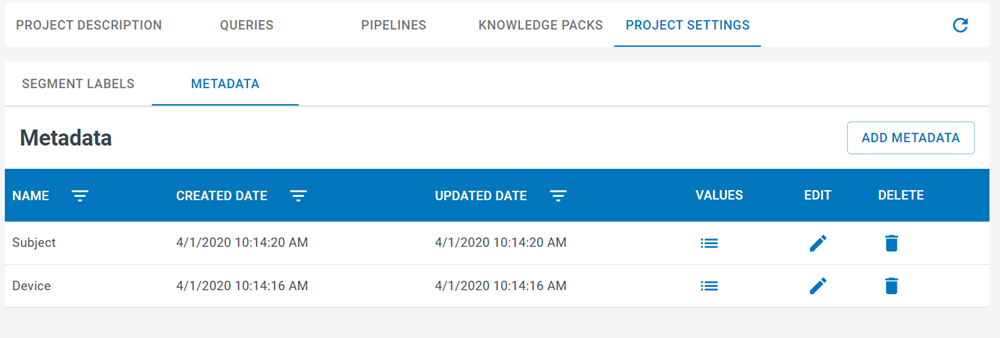 PROJECT DESCRIPTION QUERIES PIPELINES KNOWLEDGE PACKS PROJECT SETTINGS
SEGMENT LABELS METADATA
Metadata ADD METADATA
NAME CREATED DATE UPDATED DATE VALUES EDIT DELETE
Subject 4/1/2020 10:14:20 AM 4/1/2020 10:14:20 AM
Device 4/1/2020 10:14:16 AM 4/1/2020 10:14:16 AM